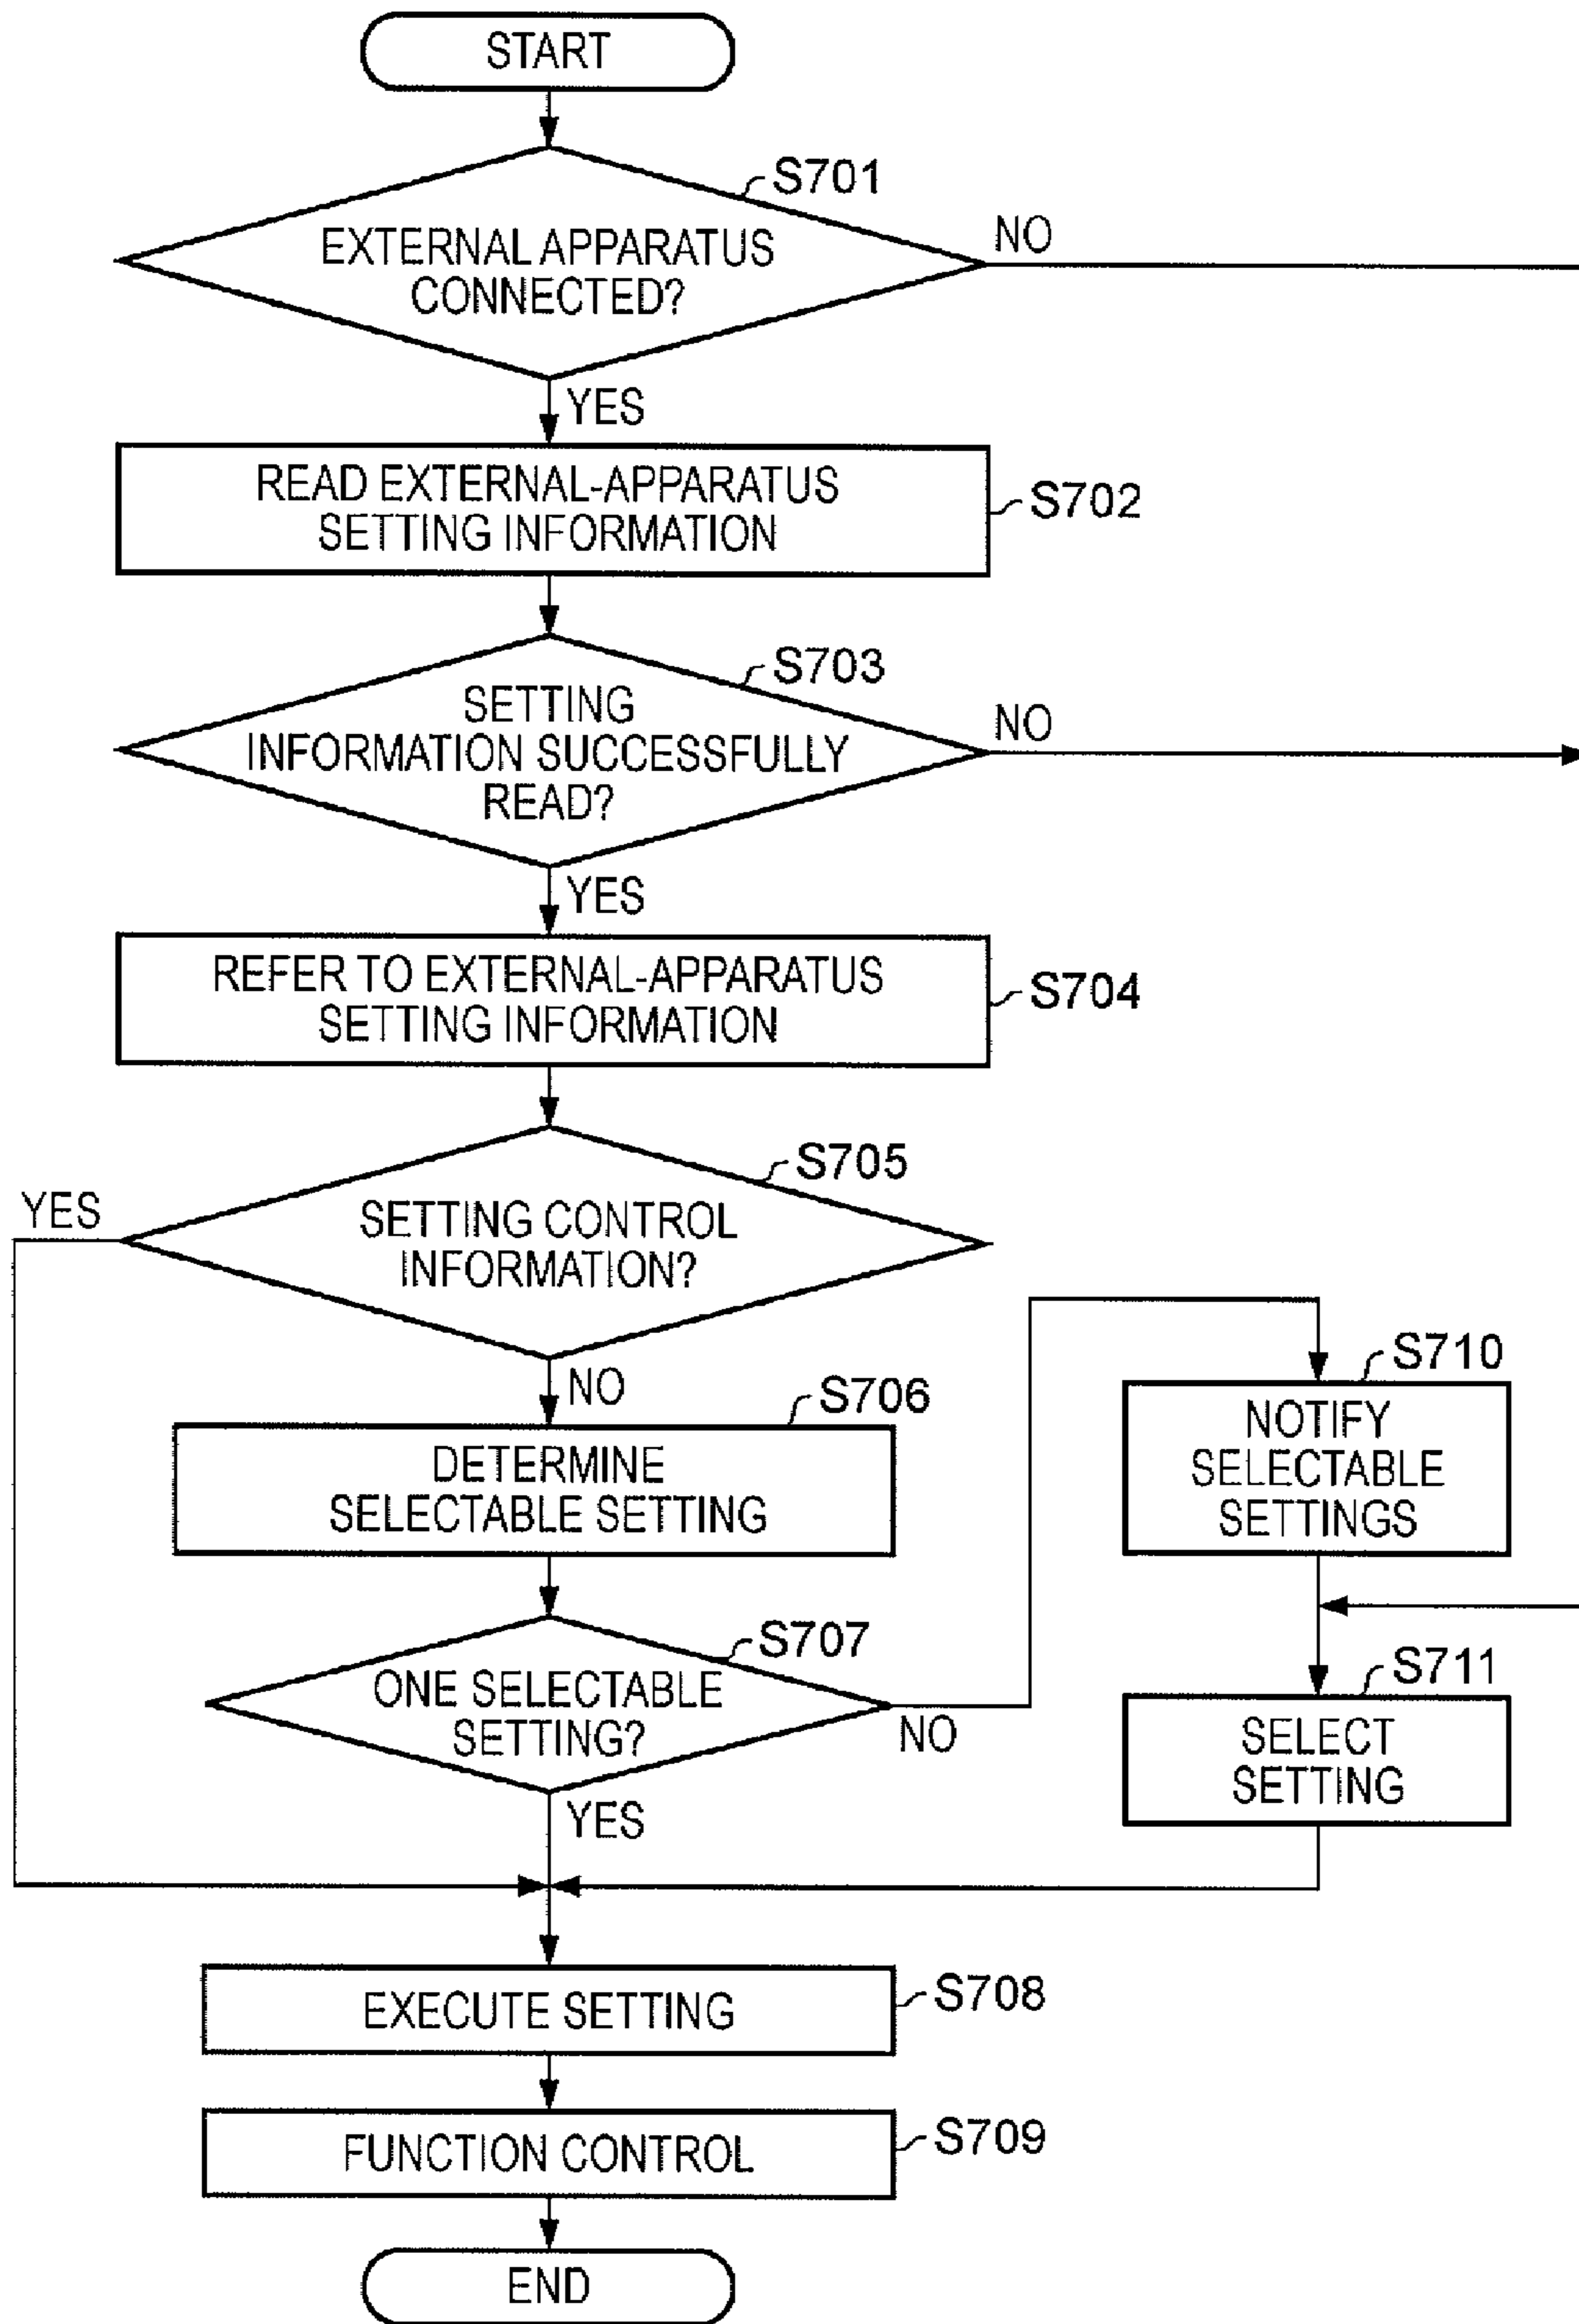 START
S701
EXTERNAL APPARATUS
CONNECTED?
NO
YES
READ EXTERNAL-APPARATUS
SETTING INFORMATION
S702
S703
SETTING
INFORMATION SUCCESSFULLY
READ?
NO
YES
REFER TO EXTERNAL-APPARATUS
SETTING INFORMATION
S704
S705
YES
SETTING CONTROL
INFORMATION?
NO
S706
DETERMINE
SELECTABLE SETTING
S707
ONE SELECTABLE
SETTING?
NO
YES
S710
NOTIFY
SELECTABLE
SETTINGS
S711
SELECT
SETTING
EXECUTE SETTING
S708
FUNCTION CONTROL
S709
END